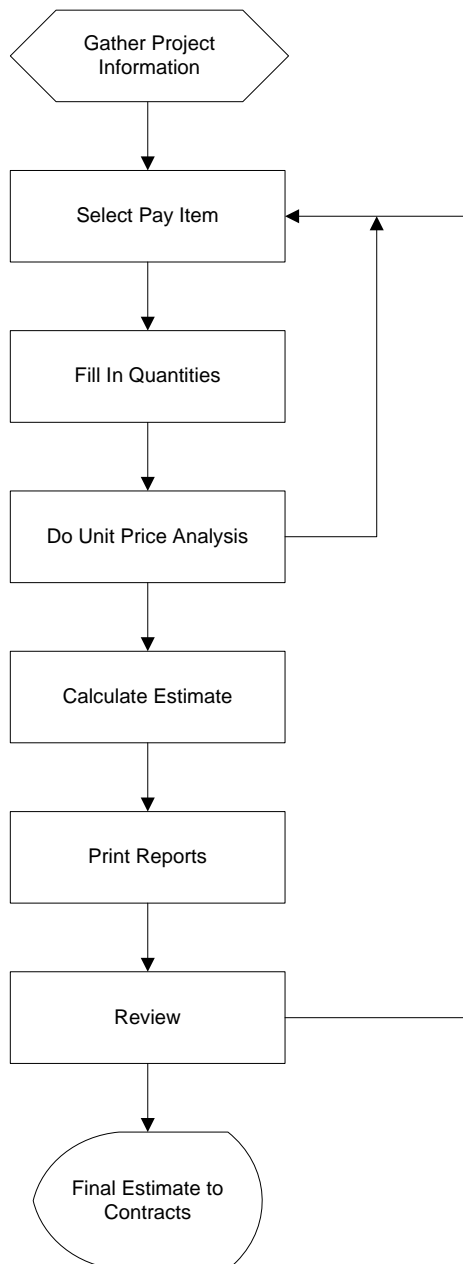 Gather Project
Information
Select Pay Item
Fill In Quantities
Do Unit Price Analysis
Calculate Estimate
Print Reports
Review
Final Estimate to
Contracts